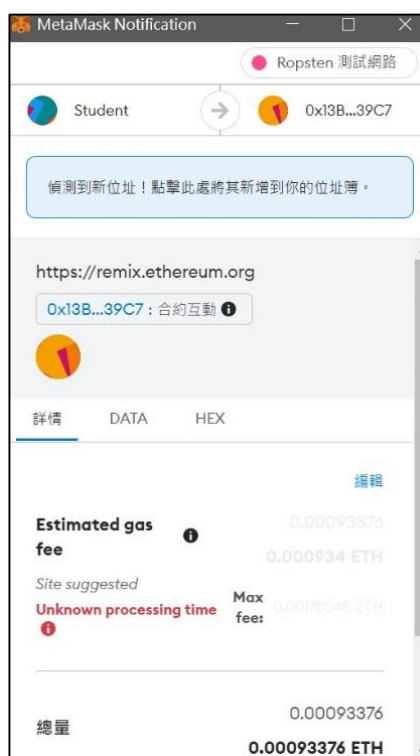 MetaMask Notification
Ropsten 測試網路
Student
0x13B...39C7
偵測到新位址！點擊此處將其新增到你的位址簿。
https://remix.ethereum.org
0x13B...39C7 : 合約互動
詳情 DATA HEX
編輯
0.00093376
Estimated gas fee
0.000934 ETH
Site suggested
Unknown processing time
Max fee:
0.00178545 ETH
總量
0.00093376
0.00093376 ETH